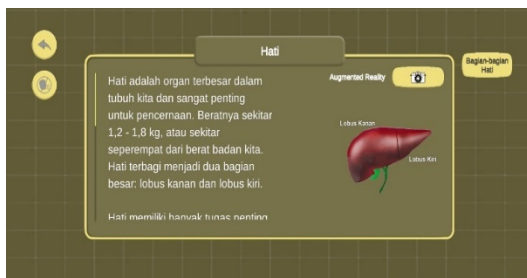 Hati
Bagian-bagian
Hati
Augmented Reality
Hati adalah organ terbesar dalam
tubuh kita dan sangat penting
untuk pencernaan. Beratnya sekitar
1,2 - 1,8 kg, atau sekitar
seperempat dari berat badan kita.
Hati terbagi menjadi dua bagian
besar: lobus kanan dan lobus kiri.
Hati memiliki banyak tugas penting
Lobus Kanan
Lobus Kiri